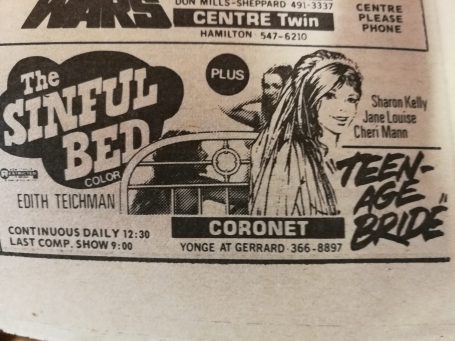 WARS
DON MILLS-SHEPPARD 491-3337
CENTRE Twin
HAMILTON 547-6210
CENTRE
PLEASE
PHONE
The
SINFUL
BED
COLOR
RESTRICTED
EDITH TEICHMAN
CONTINUOUS DAILY 12:30
LAST COMP. SHOW 9:00
PLUS
Sharon Kelly
Jane Louise
Cheri Mann
TEEN-
AGE
BRIDE"
CORONET
YONGE AT GERRARD 366-8897